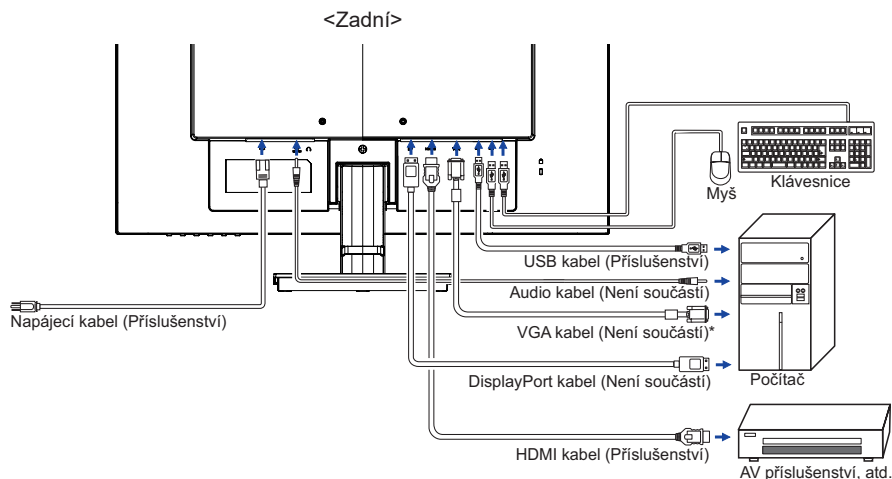 <Zadní>
Klávesnice
Myš
USB kabel (Příslušenství)
Audio kabel (Není součástí)
Napájecí kabel (Příslušenství)
VGA kabel (Není součástí)*
DisplayPort kabel (Není součástí)
Počítač
HDMI kabel (Příslušenství)
AV příslušenství, atd.